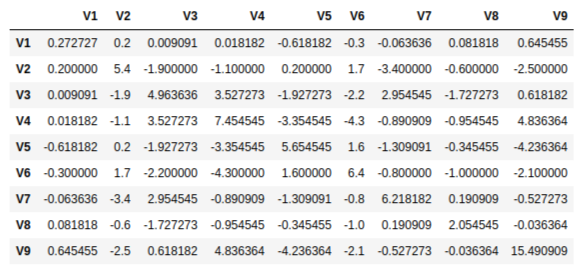 V1 V2 V3 V4 V5 V6 V7 V8 V9
V1 0.272727 0.2 0.009091 0.018182 -0.618182 -0.3 -0.063636 0.081818 0.645455
V2 0.200000 5.4 -1.900000 -1.100000 0.200000 1.7 -3.400000 -0.600000 -2.500000
V3 0.009091 -1.9 4.963636 3.527273 -1.927273 -2.2 2.954545 -1.727273 0.618182
V4 0.018182 -1.1 3.527273 7.454545 -3.354545 -4.3 -0.890909 -0.954545 4.836364
V5 -0.618182 0.2 -1.927273 -3.354545 5.654545 1.6 -1.309091 -0.345455 -4.236364
V6 -0.300000 1.7 -2.200000 -4.300000 1.600000 6.4 -0.800000 -1.000000 -2.100000
V7 -0.063636 -3.4 2.954545 -0.890909 -1.309091 -0.8 6.218182 0.190909 -0.527273
V8 0.081818 -0.6 -1.727273 -0.954545 -0.345455 -1.0 0.190909 2.054545 -0.036364
V9 0.645455 -2.5 0.618182 4.836364 -4.236364 -2.1 -0.527273 -0.036364 15.490909